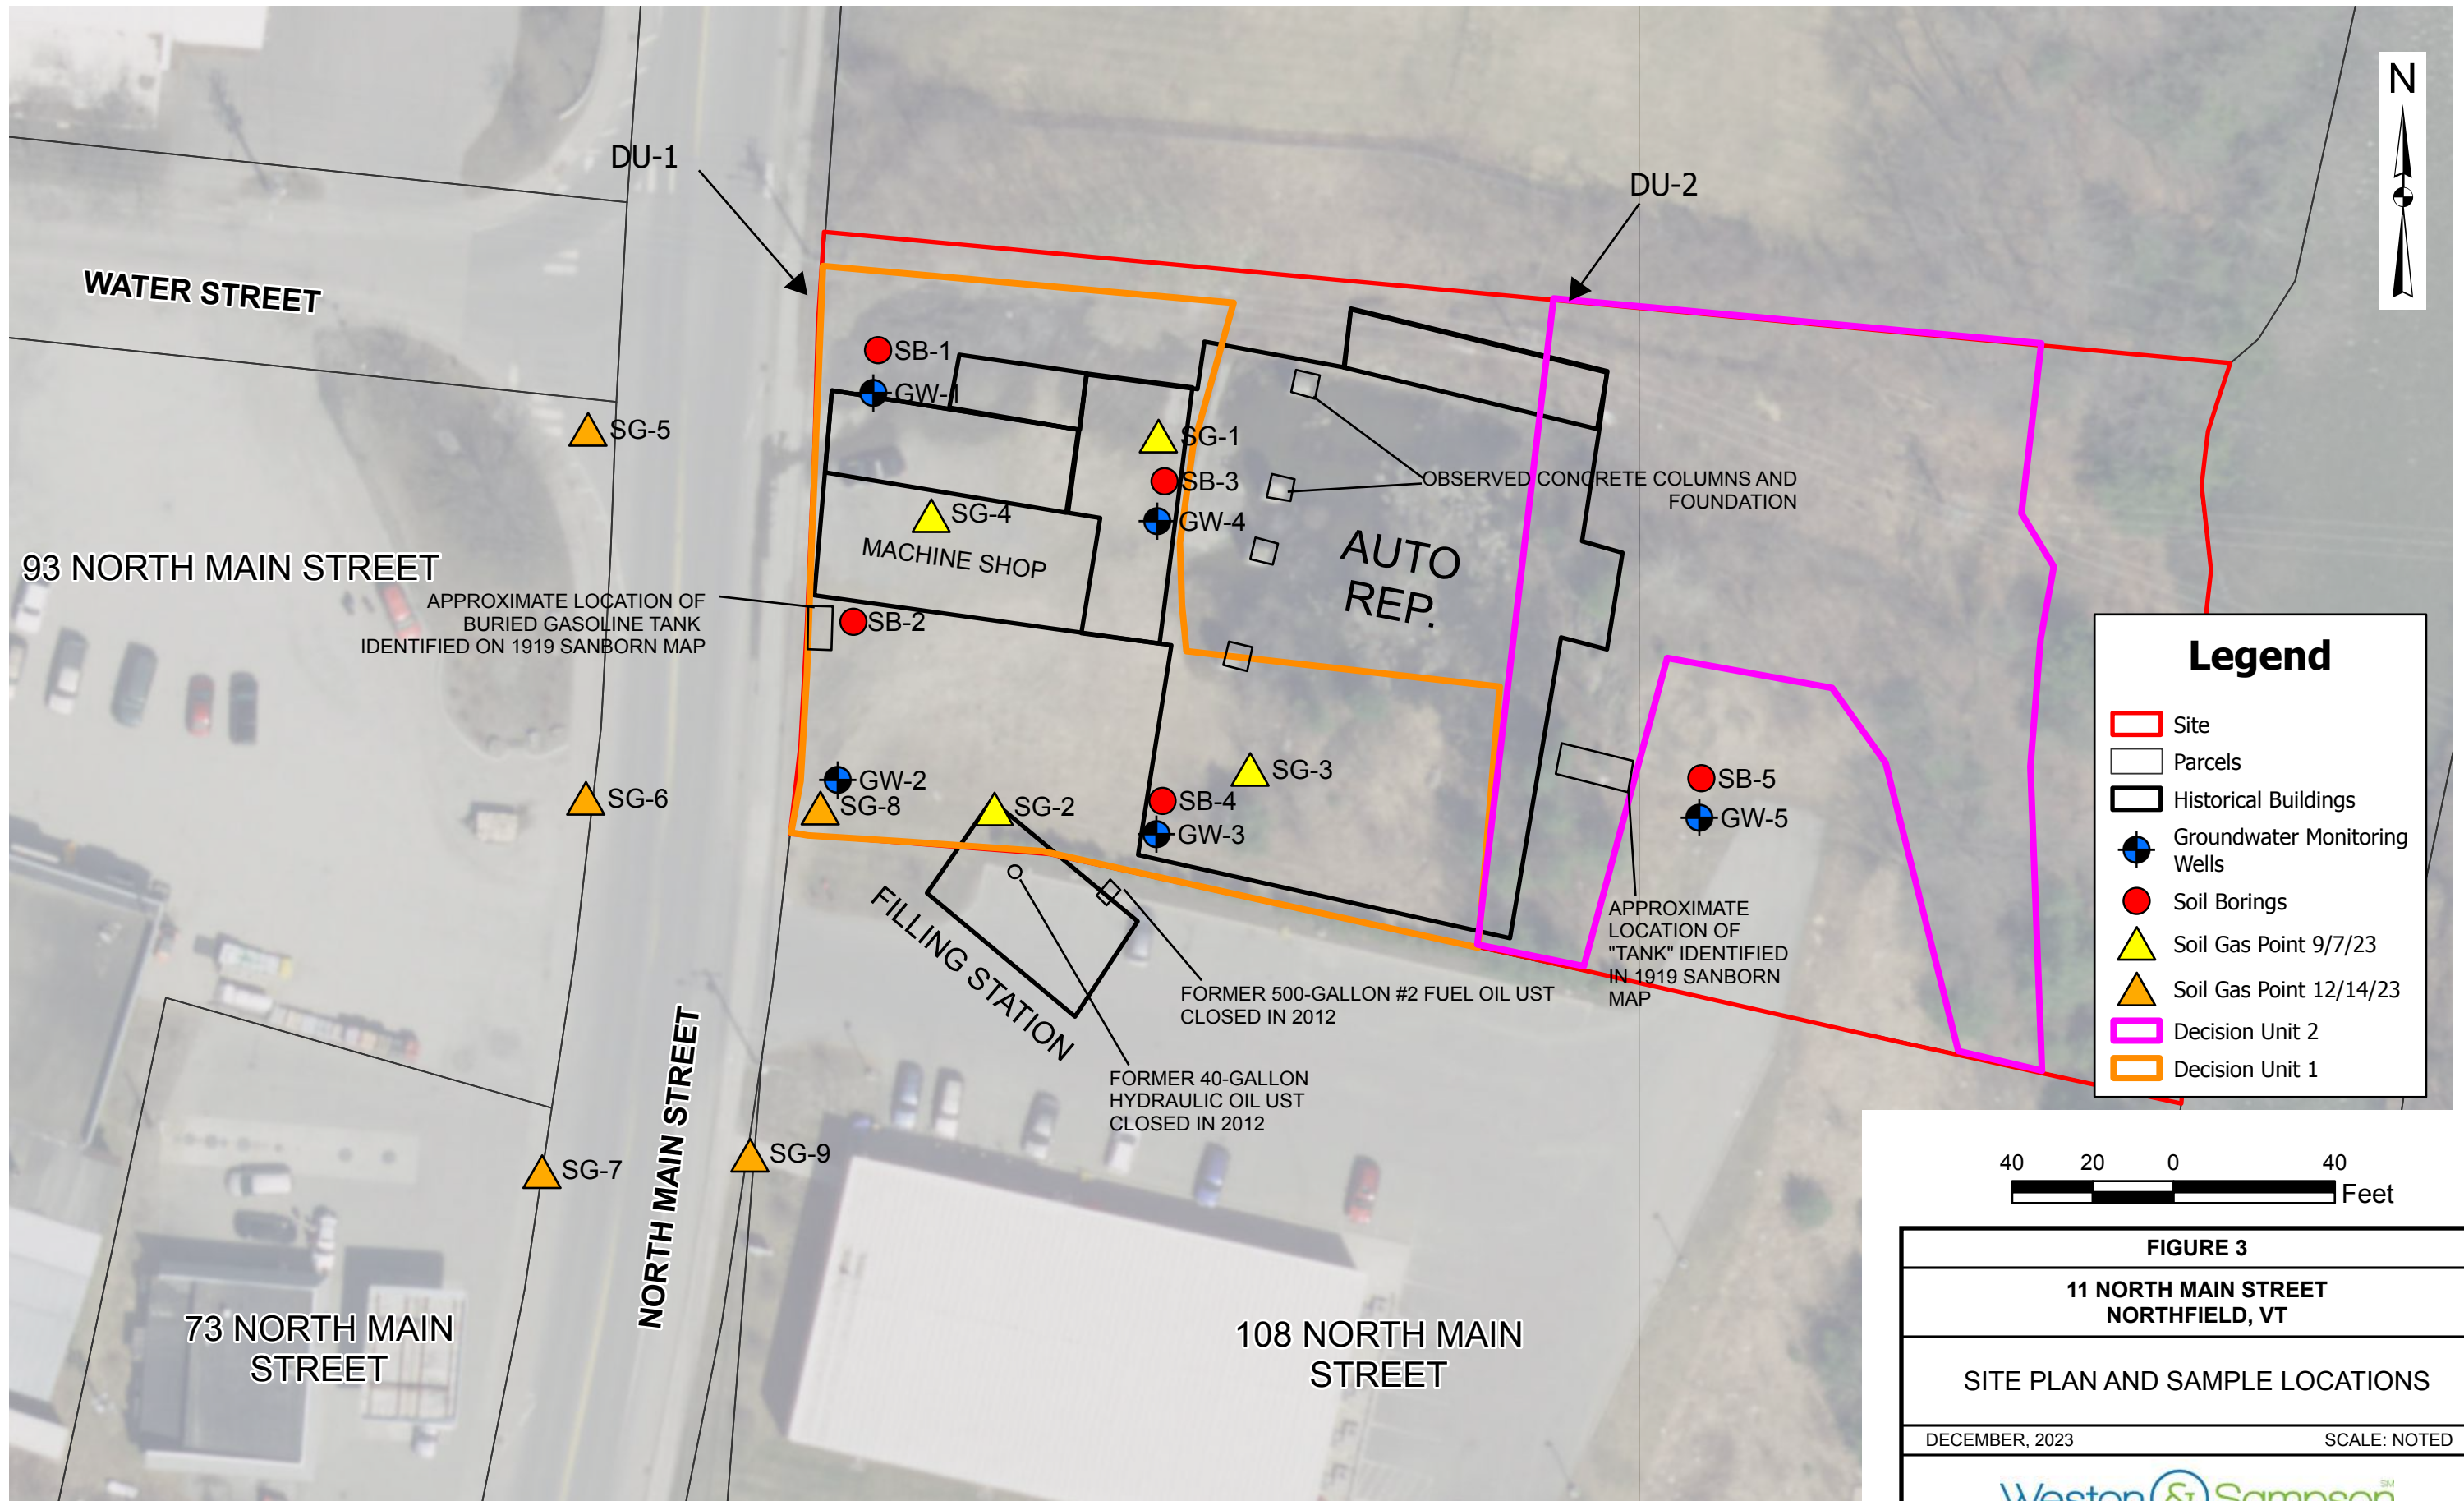 N
DU-1
DU-2
WATER STREET
SB-1
GW-1
SG-5
SG-1
SB-3
GW-4
SG-4
MACHINE SHOP
OBSERVED CONCRETE COLUMNS AND
FOUNDATION
AUTO
REP.
93 NORTH MAIN STREET
APPROXIMATE LOCATION OF
BURIED GASOLINE TANK
IDENTIFIED ON 1919 SANBORN MAP
SB-2
GW-2
SG-8
SG-6
SG-2
SG-3
SB-4
GW-3
SB-5
GW-5
FILLING STATION
APPROXIMATE
LOCATION OF
"TANK" IDENTIFIED
IN 1919 SANBORN
MAP
FORMER 500-GALLON #2 FUEL OIL UST
CLOSED IN 2012
FORMER 40-GALLON
HYDRAULIC OIL UST
CLOSED IN 2012
NORTH MAIN STREET
SG-7
SG-9
73 NORTH MAIN
STREET
108 NORTH MAIN
STREET
Legend
Site
Parcels
Historical Buildings
Groundwater Monitoring
Wells
Soil Borings
Soil Gas Point 9/7/23
Soil Gas Point 12/14/23
Decision Unit 2
Decision Unit 1
40 20 0 40
Feet
FIGURE 3
11 NORTH MAIN STREET
NORTHFIELD, VT
SITE PLAN AND SAMPLE LOCATIONS
DECEMBER, 2023 SCALE: NOTED
Weston & Sampson SM